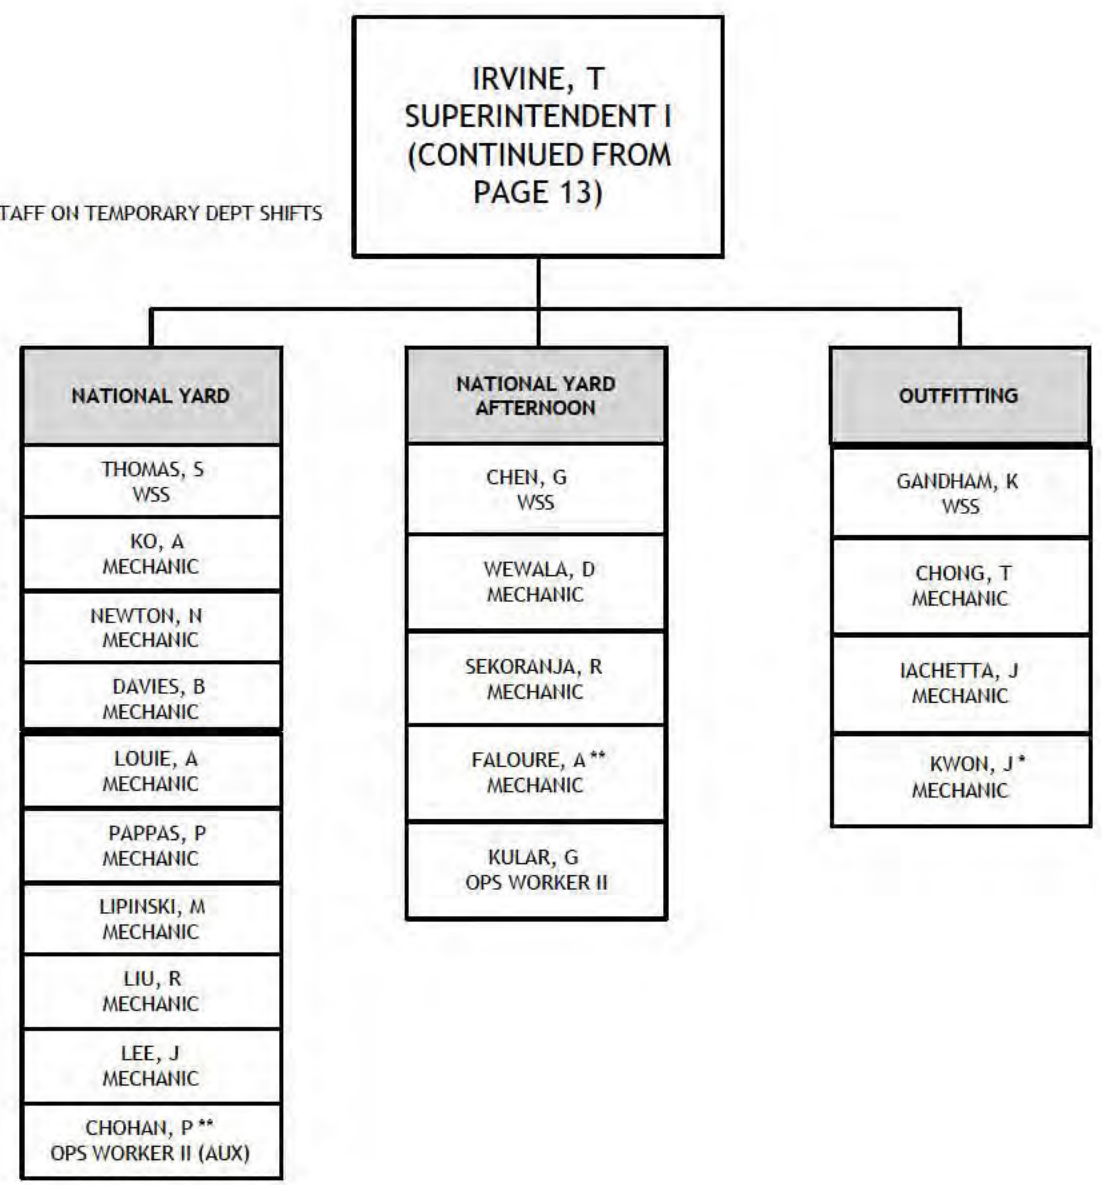 IRVINE, T
SUPERINTENDENT I
(CONTINUED FROM
PAGE 13)
TAFF ON TEMPORARY DEPT SHIFTS
NATIONAL YARD
THOMAS, S
WSS
KO, A
MECHANIC
NEWTON, N
MECHANIC
DAVIES, B
MECHANIC
LOUIE, A
MECHANIC
PAPPAS, P
MECHANIC
LIPINSKI, M
MECHANIC
LIU, R
MECHANIC
LEE, J
MECHANIC
CHOHAN, P **
OPS WORKER II (AUX)
NATIONAL YARD
AFTERNOON
CHEN, G
WSS
WEWALA, D
MECHANIC
SEKORANJA, R
MECHANIC
FALOURE, A **
MECHANIC
KULAR, G
OPS WORKER II
OUTFITTING
GANDHAM, K
WSS
CHONG, T
MECHANIC
IACHETTA, J
MECHANIC
KWON, J *
MECHANIC